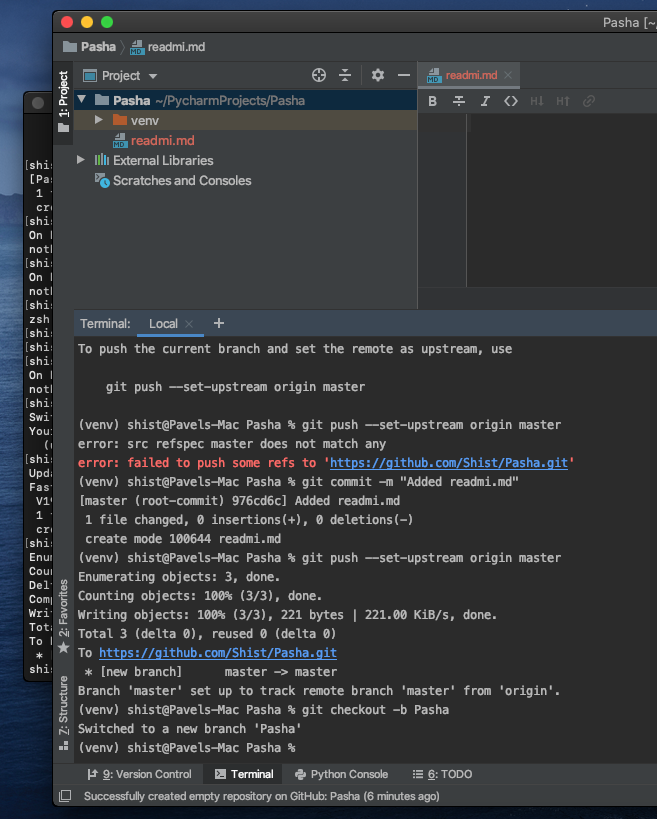 Pasha [~/
Pasha
readmi.md
1: Project
Project
readmi.md
Pasha ~/PycharmProjects/Pasha
venv
readmi.md
External Libraries
Scratches and Consoles
B
I
<>
H↓
H↑
[shis
[Pas
1
cre
[shis
On
noth
[shis
On
noth
[shis
zsh
[shis
[shis
[shis
On
noth
[shis
Swit
Your
(u
[shis
Upda
Fast
V19
1
cre
[shis
Enum
Coun
Delt
Comp
Writ
Tota
To
*
shis
Terminal:
Local
+
To push the current branch and set the remote as upstream, use
git push --set-upstream origin master
(venv) shist@Pavels-Mac Pasha % git push --set-upstream origin master
error: src refspec master does not match any
error: failed to push some refs to 'https://github.com/Shist/Pasha.git'
(venv) shist@Pavels-Mac Pasha % git commit -m "Added readmi.md"
[master (root-commit) 976cd6c] Added readmi.md
1 file changed, 0 insertions(+), 0 deletions(-)
create mode 100644 readmi.md
(venv) shist@Pavels-Mac Pasha % git push --set-upstream origin master
Enumerating objects: 3, done.
Counting objects: 100% (3/3), done.
Writing objects: 100% (3/3), 221 bytes | 221.00 KiB/s, done.
Total 3 (delta 0), reused 0 (delta 0)
To https://github.com/Shist/Pasha.git
* [new branch]      master -> master
Branch 'master' set up to track remote branch 'master' from 'origin'.
(venv) shist@Pavels-Mac Pasha % git checkout -b Pasha
Switched to a new branch 'Pasha'
(venv) shist@Pavels-Mac Pasha %
2: Favorites
Z: Structure
9: Version Control
Terminal
Python Console
6: TODO
Successfully created empty repository on GitHub: Pasha (6 minutes ago)